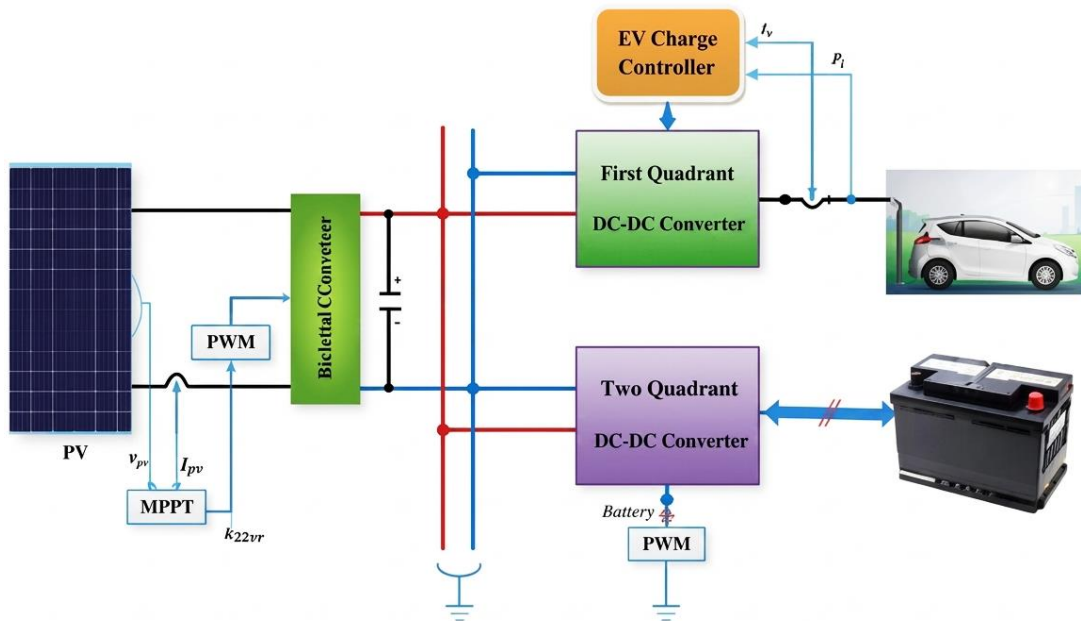 EV Charge
Controller
t_v
P_i
First Quadrant
DC-DC Converter
Biclettal CConveteer
+
-
PWM
PV
v_pv
I_pv
MPPT
k_22vr
Two Quadrant
DC-DC Converter
Battery
PWM